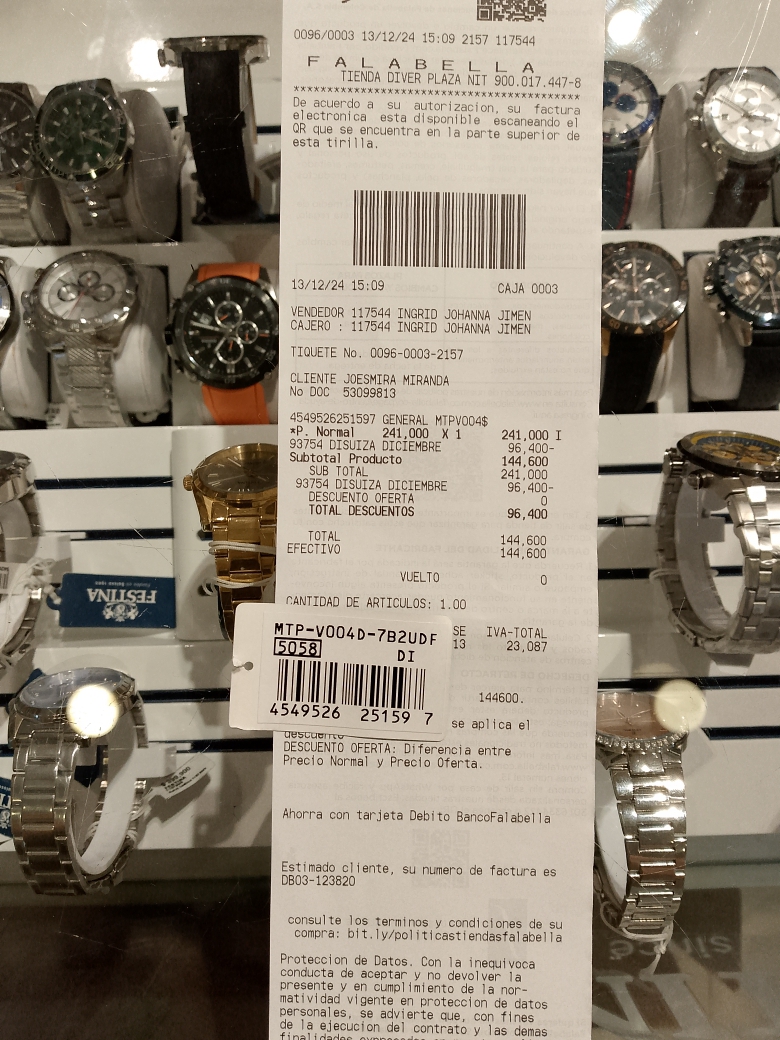 0096/0003 13/12/24 15:09 2157 117544
FALABELLA
TIENDA DIVER PLAZA NIT 900.017.447-8
****************************************
De acuerdo a su autorizacion, su factura
electronica esta disponible escaneando el
QR que se encuentra en la parte superior de
esta tirilla.
13/12/24 15:09 CAJA 0003
VENDEDOR 117544 INGRID JOHANNA JIMEN
CAJERO : 117544 INGRID JOHANNA JIMEN
TIQUETE No. 0096-0003-2157
CLIENTE JOESMIRA MIRANDA
No DOC 53099813
4549526251597 GENERAL MTPV004$
*P. Normal 241,000 X 1 241,000 I
93754 DISUIZA DICIEMBRE 96,400-
Subtotal Producto 144,600
SUB TOTAL 241,000
93754 DISUIZA DICIEMBRE 96,400-
DESCUENTO OFERTA 0
TOTAL DESCUENTOS 96,400
TOTAL 144,600
EFECTIVO 144,600
VUELTO 0
CANTIDAD DE ARTICULOS: 1.00
SE IVA-TOTAL
13 23,087
144600.
se aplica el
descuento
DESCUENTO OFERTA: Diferencia entre
Precio Normal y Precio Oferta.
Ahorra con tarjeta Debito BancoFalabella
Estimado cliente, su numero de factura es
DB03-123820
consulte los terminos y condiciones de su
compra: bit.ly/politicastiendasfalabella
Proteccion de Datos. Con la inequivoca
conducta de aceptar y no devolver la
presente y en cumplimiento de la nor-
matividad vigente en proteccion de datos
personales, se advierte que, con fines
de la ejecucion del contrato y las demas
MTP-V004D-7B2UDF
5058 DI
4549526 25159 7
FESTINA